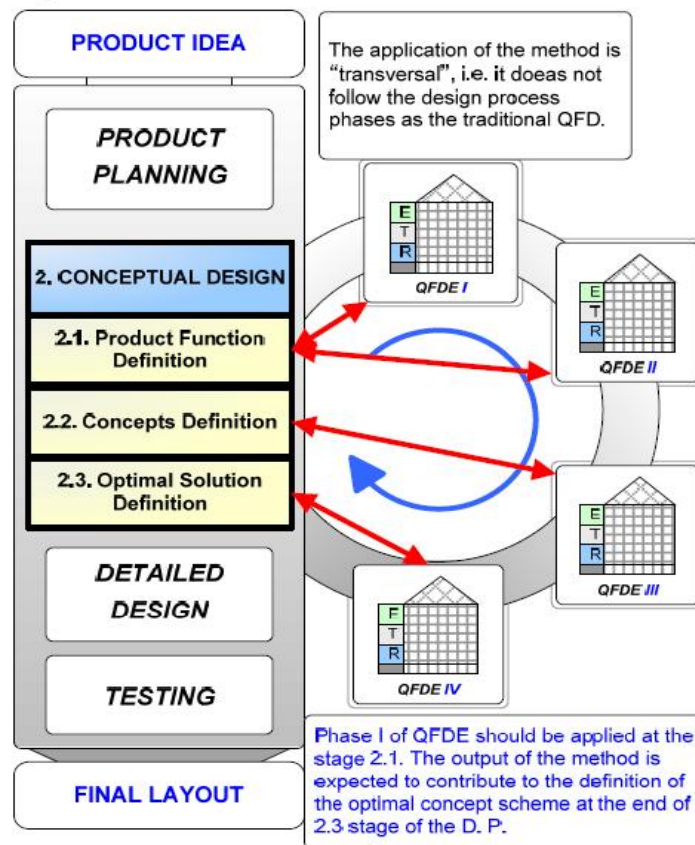 PRODUCT IDEA
The application of the method is
“transversal”, i.e. it doeas not
follow the design process
phases as the traditional QFD.
PRODUCT
PLANNING
E
T
R
QFDE I
2. CONCEPTUAL DESIGN
E
T
R
QFDE II
2.1. Product Function
Definition
2.2. Concepts Definition
2.3. Optimal Solution
Definition
E
T
R
QFDE III
DETAILED
DESIGN
E
T
R
QFDE IV
TESTING
Phase I of QFDE should be applied at the
stage 2.1. The output of the method is
expected to contribute to the definition of
the optimal concept scheme at the end of
2.3 stage of the D. P.
FINAL LAYOUT